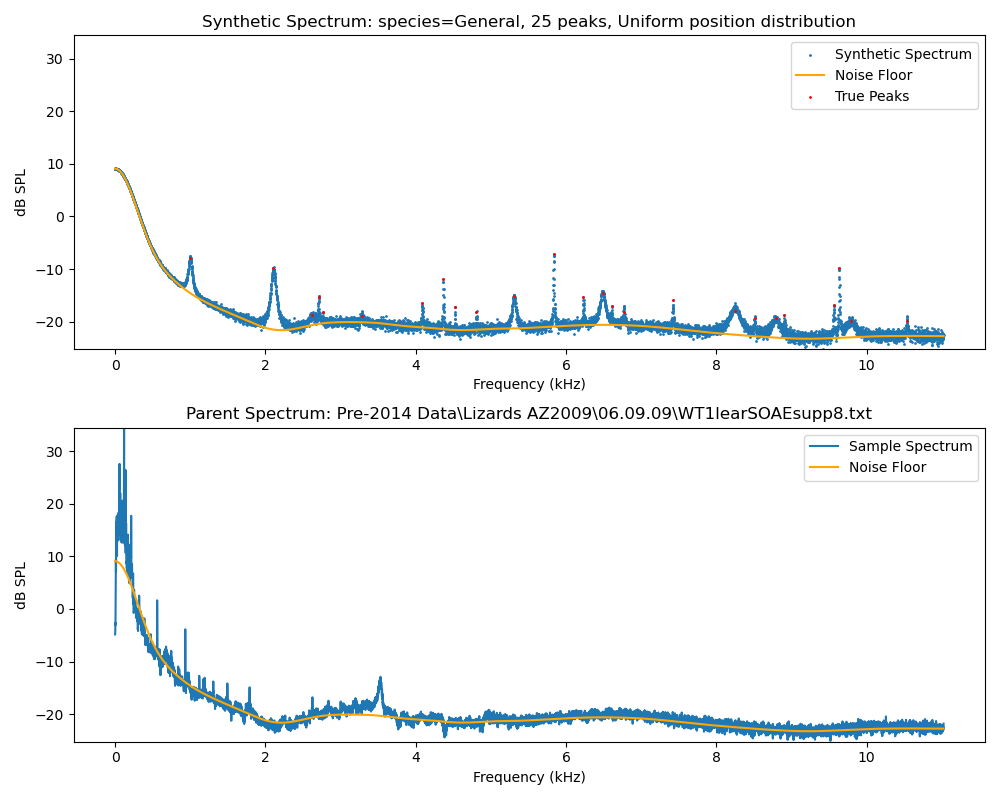 Synthetic Spectrum: species=General, 25 peaks, Uniform position distribution
30
20
10
0
−10
−20
dB SPL
Synthetic Spectrum
Noise Floor
True Peaks
0 2 4 6 8 10
Frequency (kHz)
Parent Spectrum: Pre-2014 Data\Lizards AZ2009\06.09.09\WT1learSOAEsupp8.txt
30
20
10
0
−10
−20
dB SPL
Sample Spectrum
Noise Floor
0 2 4 6 8 10
Frequency (kHz)